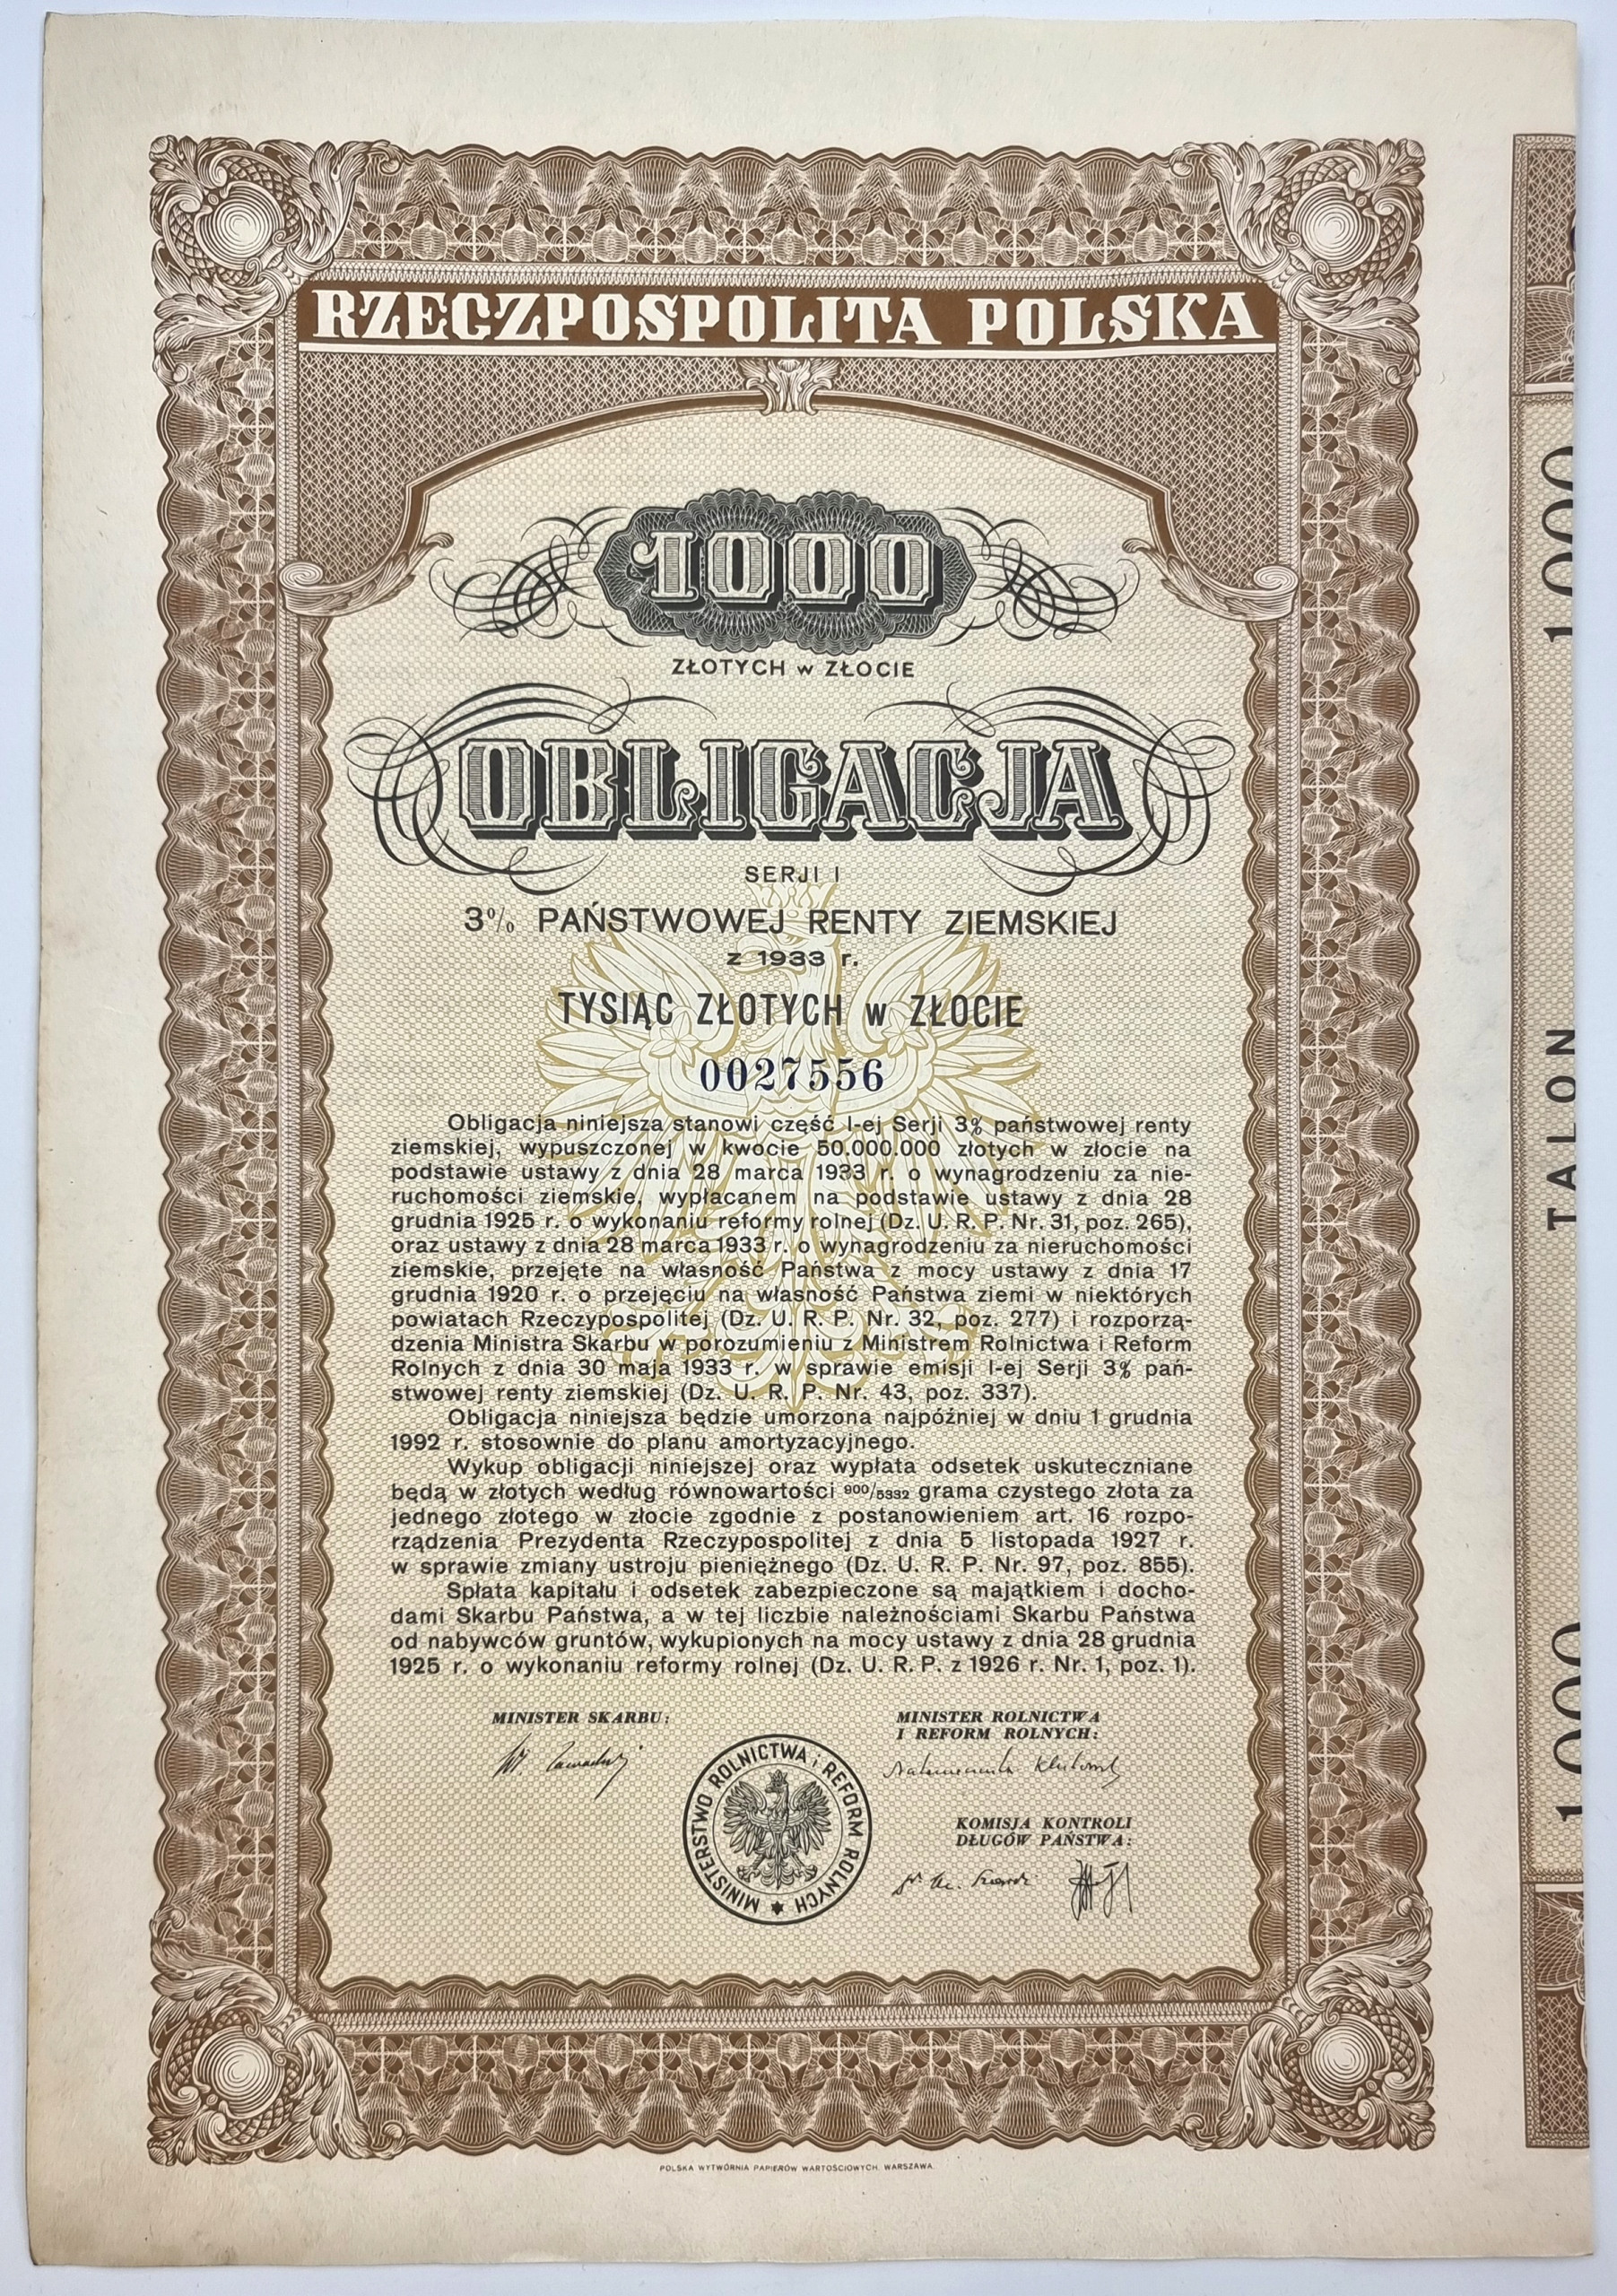 RZECZPOSPOLITA POLSKA
1000
ZŁOTYCH w ZŁOCIE
OBLIGACJA
SERJI I
3% PAŃSTWOWEJ RENTY ZIEMSKIEJ
z 1933 r.
TYSIĄC ZŁOTYCH w ZŁOCIE
0027556
Obligacja niniejsza stanowi część I-ej Serji 3% państwowej renty
ziemskiej, wypuszczonej w kwocie 50.000.000 złotych w złocie na
podstawie ustawy z dnia 28 marca 1933 r. o wynagrodzeniu za nie-
ruchomości ziemskie, wypłacanem na podstawie ustawy z dnia 28
grudnia 1925 r. o wykonaniu reformy rolnej (Dz. U. R. P. Nr. 31, poz. 265),
oraz ustawy z dnia 28 marca 1933 r. o wynagrodzeniu za nieruchomości
ziemskie, przejęte na własność Państwa z mocy ustawy z dnia 17
grudnia 1920 r. o przejęciu na własność Państwa ziemi w niektórych
powiatach Rzeczypospolitej (Dz. U. R. P. Nr. 32, poz. 277) i rozporzą-
dzenia Ministra Skarbu w porozumieniu z Ministrem Rolnictwa i Reform
Rolnych z dnia 30 maja 1933 r. w sprawie emisji I-ej Serji 3% pań-
stwowej renty ziemskiej (Dz. U. R. P. Nr. 43, poz. 337).
Obligacja niniejsza będzie umorzona najpóźniej w dniu 1 grudnia
1992 r. stosownie do planu amortyzacyjnego.
Wykup obligacji niniejszej oraz wypłata odsetek uskuteczniane
będą w złotych według równowartości 900/5332 grama czystego złota za
jednego złotego w złocie zgodnie z postanowieniem art. 16 rozpo-
rządzenia Prezydenta Rzeczypospolitej z dnia 5 listopada 1927 r.
w sprawie zmiany ustroju pieniężnego (Dz. U. R. P. Nr. 97, poz. 855).
Spłata kapitału i odsetek zabezpieczone są majątkiem i docho-
dami Skarbu Państwa, a w tej liczbie należnościami Skarbu Państwa
od nabywców gruntów, wykupionych na mocy ustawy z dnia 28 grudnia
1925 r. o wykonaniu reformy rolnej (Dz. U. R. P. z 1926 r. Nr. 1, poz. 1).
MINISTER SKARBU:
MINISTER ROLNICTWA
I REFORM ROLNYCH:
MINISTERSTWO ROLNICTWA i REFORM ROLNYCH
KOMISJA KONTROLI
DŁUGÓW PAŃSTWA:
POLSKA WYTWÓRNIA PAPIERÓW WARTOŚCIOWYCH. WARSZAWA.
1000
TALON
1000